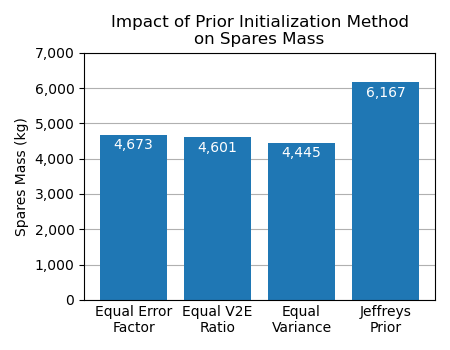 Impact of Prior Initialization Method
on Spares Mass
Spares Mass (kg)
7,000
6,000
5,000
4,000
3,000
2,000
1,000
0
4,673
4,601
4,445
6,167
Equal Error
Factor
Equal V2E
Ratio
Equal
Variance
Jeffreys
Prior